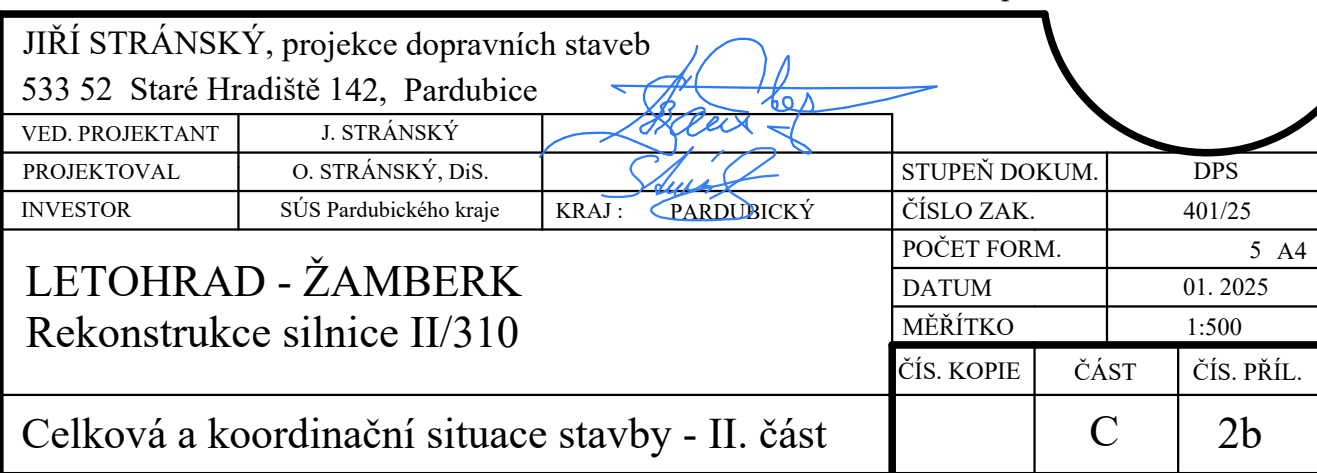 JIŘÍ STRÁNSKÝ, projekce dopravních staveb
533 52 Staré Hradiště 142, Pardubice
VED. PROJEKTANT J. STRÁNSKÝ
PROJEKTOVAL O. STRÁNSKÝ, DiS.
INVESTOR SÚS Pardubického kraje KRAJ : PARDUBICKÝ
STUPEŇ DOKUM. DPS
ČÍSLO ZAK. 401/25
POČET FORM. 5 A4
DATUM 01. 2025
MĚŘÍTKO 1:500
LETOHRAD - ŽAMBERK
Rekonstrukce silnice II/310
ČÍS. KOPIE ČÁST ČÍS. PŘÍL.
C 2b
Celková a koordinační situace stavby - II. část